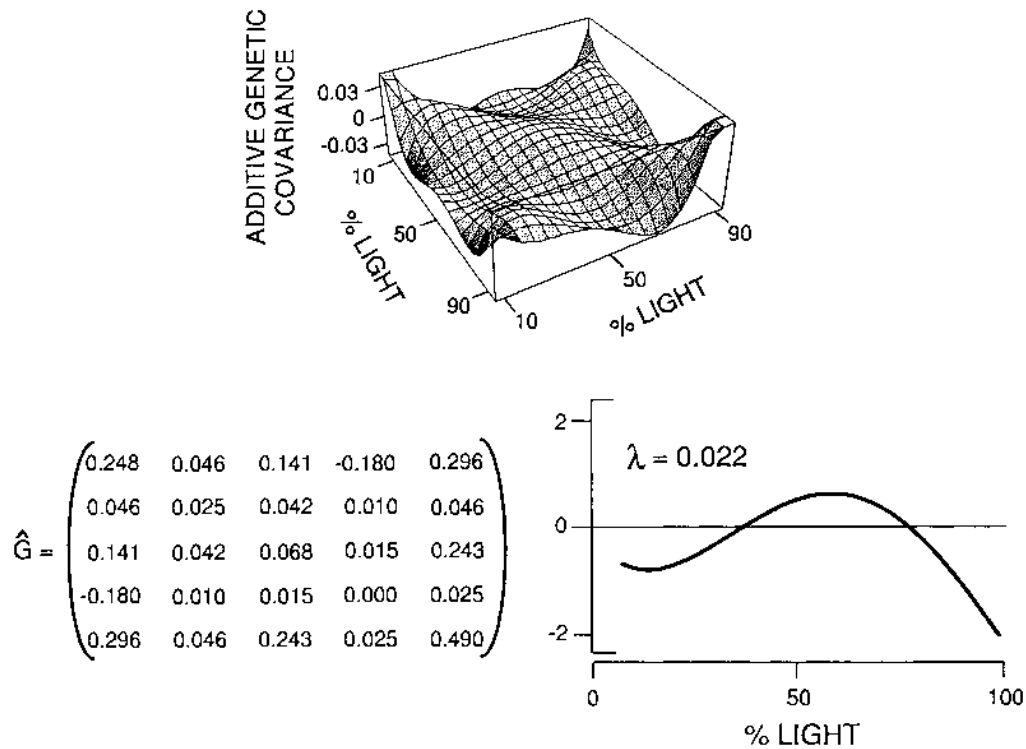 ADDITIVE GENETIC
COVARIANCE
0.03
0
-0.03
10
50
90
% LIGHT
10
50
90
% LIGHT
Ĝ =
0.248 0.046 0.141 -0.180 0.296
0.046 0.025 0.042 0.010 0.046
0.141 0.042 0.068 0.015 0.243
-0.180 0.010 0.015 0.000 0.025
0.296 0.046 0.243 0.025 0.490
2
0
-2
λ̂ = 0.022
0 50 100
% LIGHT